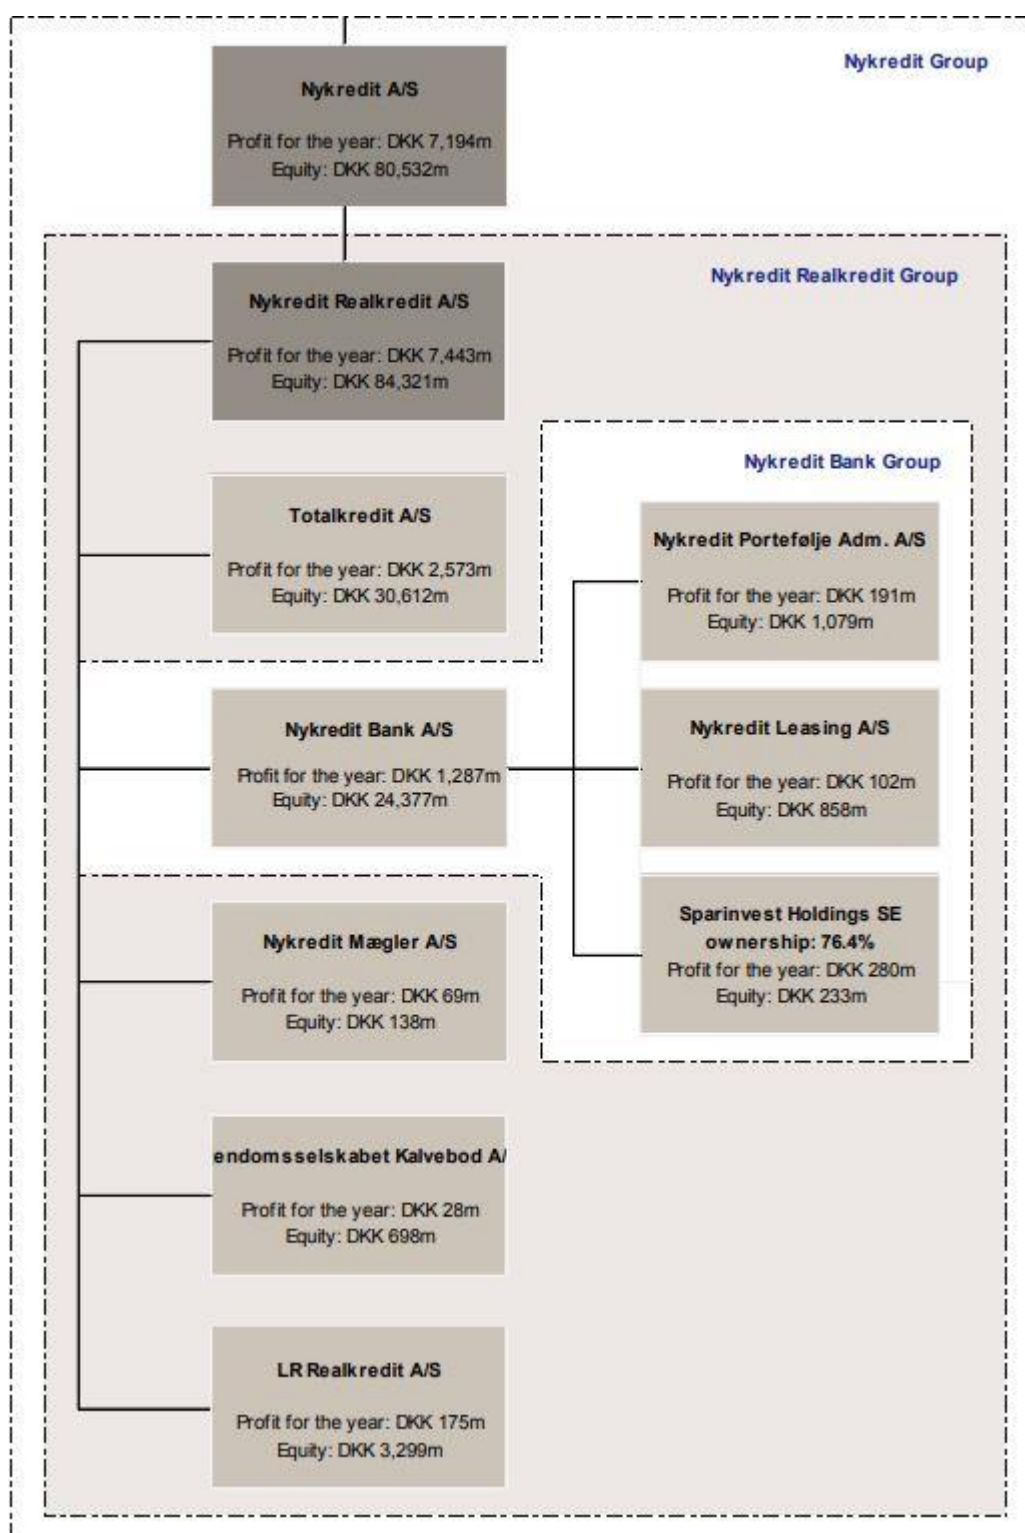 Nykredit Group
Nykredit A/S
Profit for the year: DKK 7,194m
Equity: DKK 80,532m
Nykredit Realkredit Group
Nykredit Realkredit A/S
Profit for the year: DKK 7,443m
Equity: DKK 84,321m
Totalkredit A/S
Profit for the year: DKK 2,573m
Equity: DKK 30,612m
Nykredit Bank Group
Nykredit Bank A/S
Profit for the year: DKK 1,287m
Equity: DKK 24,377m
Nykredit Portefølje Adm. A/S
Profit for the year: DKK 191m
Equity: DKK 1,079m
Nykredit Leasing A/S
Profit for the year: DKK 102m
Equity: DKK 858m
Sparinvest Holdings SE
ownership: 76.4%
Profit for the year: DKK 280m
Equity: DKK 233m
Nykredit Mægler A/S
Profit for the year: DKK 69m
Equity: DKK 138m
endomsselskabet Kalvebod A/
Profit for the year: DKK 28m
Equity: DKK 698m
LR Realkredit A/S
Profit for the year: DKK 175m
Equity: DKK 3,299m